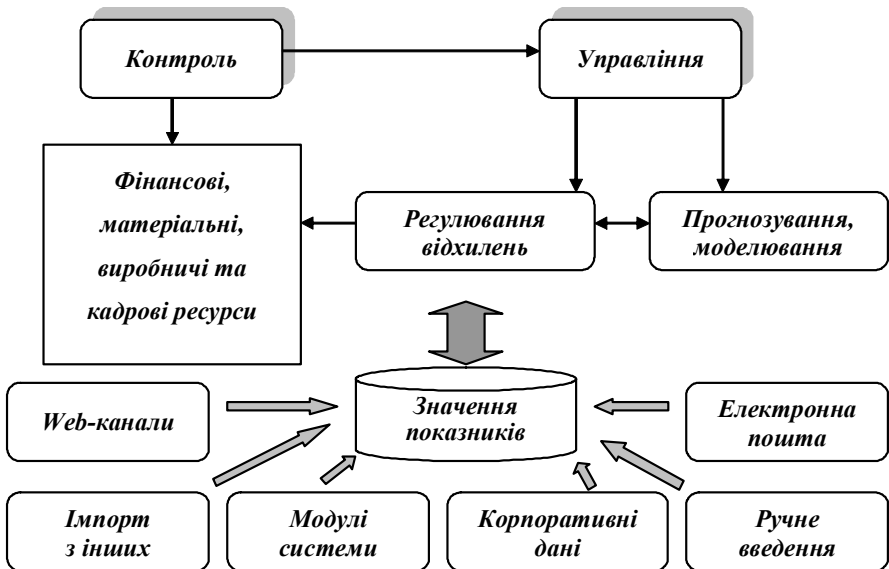 Контроль
Управління
Фінансові,
матеріальні,
виробничі та
кадрові ресурси
Регулювання
відхилень
Прогнозування,
моделювання
Web-канали
Значення
показників
Електронна
пошта
Імпорт
з інших
Модулі
системи
Корпоративні
дані
Ручне
введення